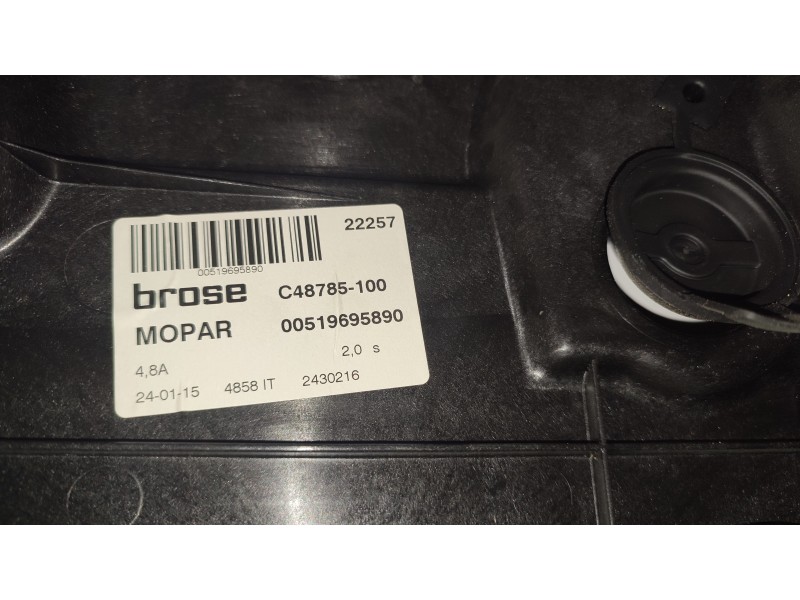 22257
00519695890
brose C48785-100
MOPAR 00519695890
4,8A 2,0 s
24-01-15 4858 IT 2430216